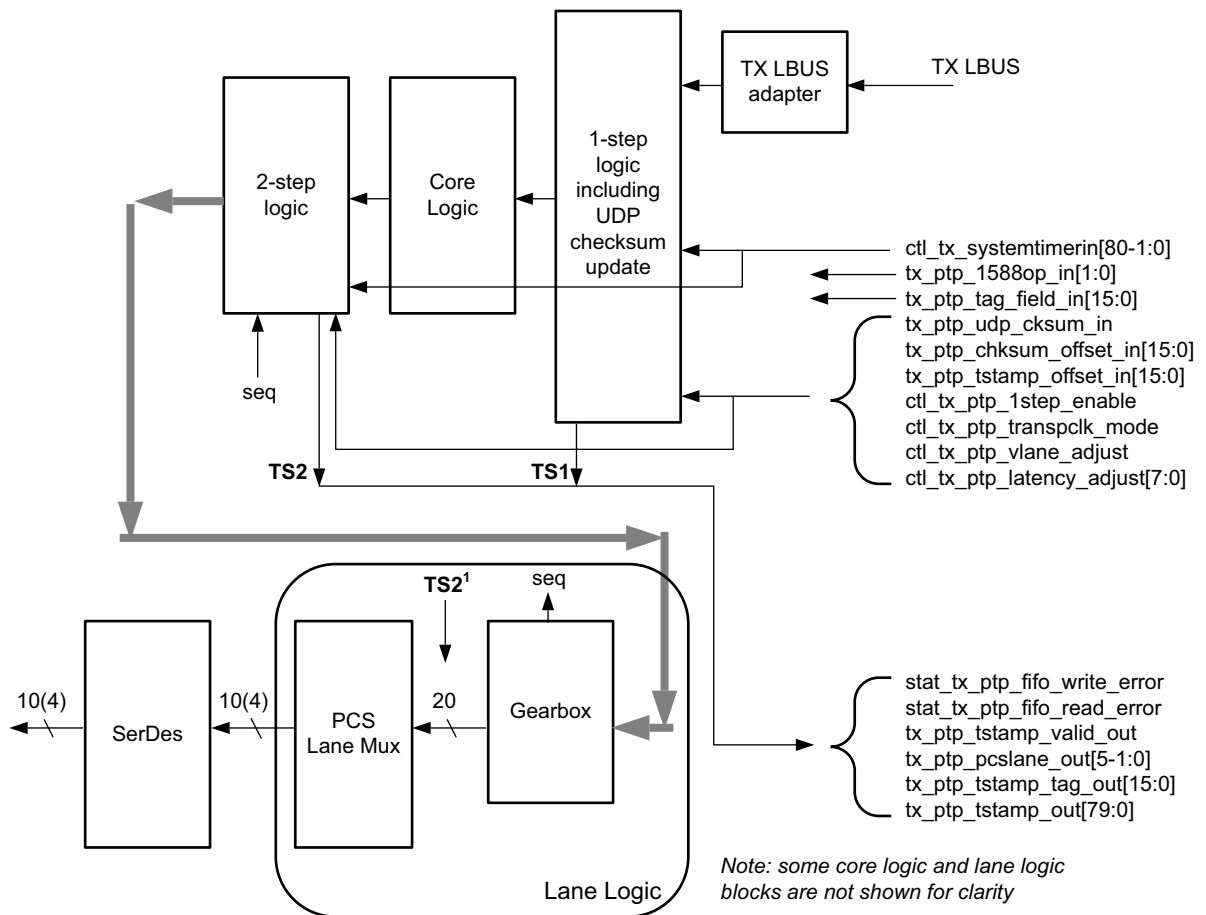 TX LBUS
adapter
TX LBUS
1-step
logic
including
UDP
checksum
update
2-step
logic
Core
Logic
ctl_tx_systemtimerin[80-1:0]
tx_ptp_1588op_in[1:0]
tx_ptp_tag_field_in[15:0]
tx_ptp_udp_cksum_in
tx_ptp_chksum_offset_in[15:0]
tx_ptp_tstamp_offset_in[15:0]
ctl_tx_ptp_1step_enable
ctl_tx_ptp_transpclk_mode
ctl_tx_ptp_vlane_adjust
ctl_tx_ptp_latency_adjust[7:0]
seq
TS2
TS1
TS2¹
seq
10(4)
SerDes
10(4)
PCS
Lane Mux
20
Gearbox
Lane Logic
stat_tx_ptp_fifo_write_error
stat_tx_ptp_fifo_read_error
tx_ptp_tstamp_valid_out
tx_ptp_pcslane_out[5-1:0]
tx_ptp_tstamp_tag_out[15:0]
tx_ptp_tstamp_out[79:0]
Note: some core logic and lane logic
blocks are not shown for clarity